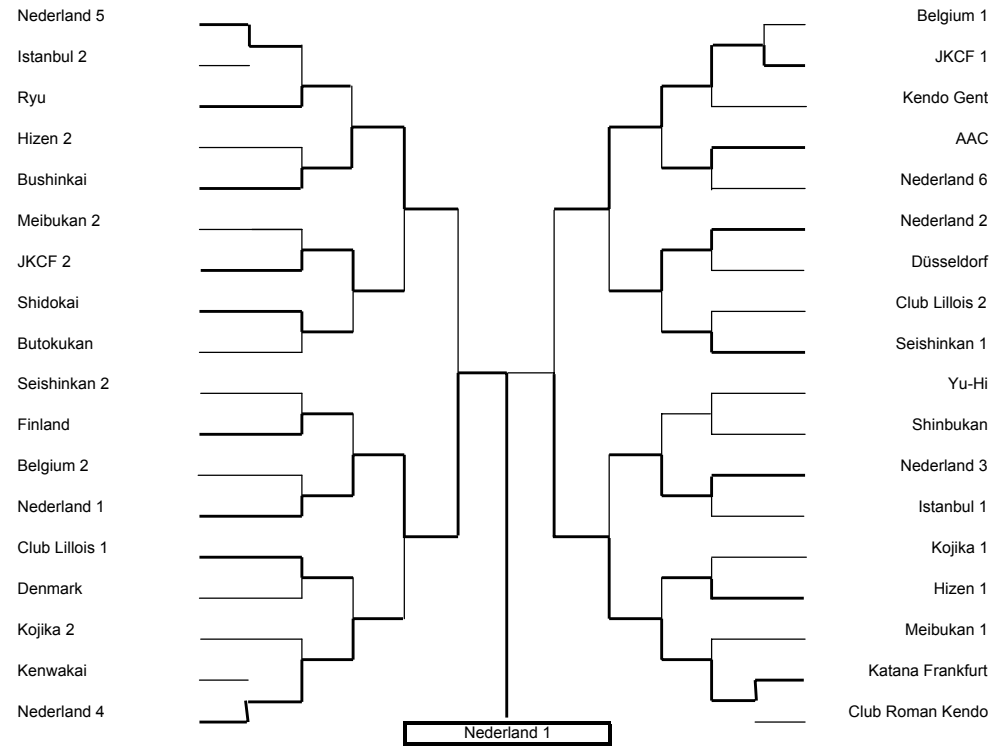 Nederland 5
Istanbul 2
Ryu
Hizen 2
Bushinkai
Meibukan 2
JKCF 2
Shidokai
Butokukan
Seishinkan 2
Finland
Belgium 2
Nederland 1
Club Lillois 1
Denmark
Kojika 2
Kenwakai
Nederland 4
Belgium 1
JKCF 1
Kendo Gent
AAC
Nederland 6
Nederland 2
Düsseldorf
Club Lillois 2
Seishinkan 1
Yu-Hi
Shinbukan
Nederland 3
Istanbul 1
Kojika 1
Hizen 1
Meibukan 1
Katana Frankfurt
Club Roman Kendo
Nederland 1